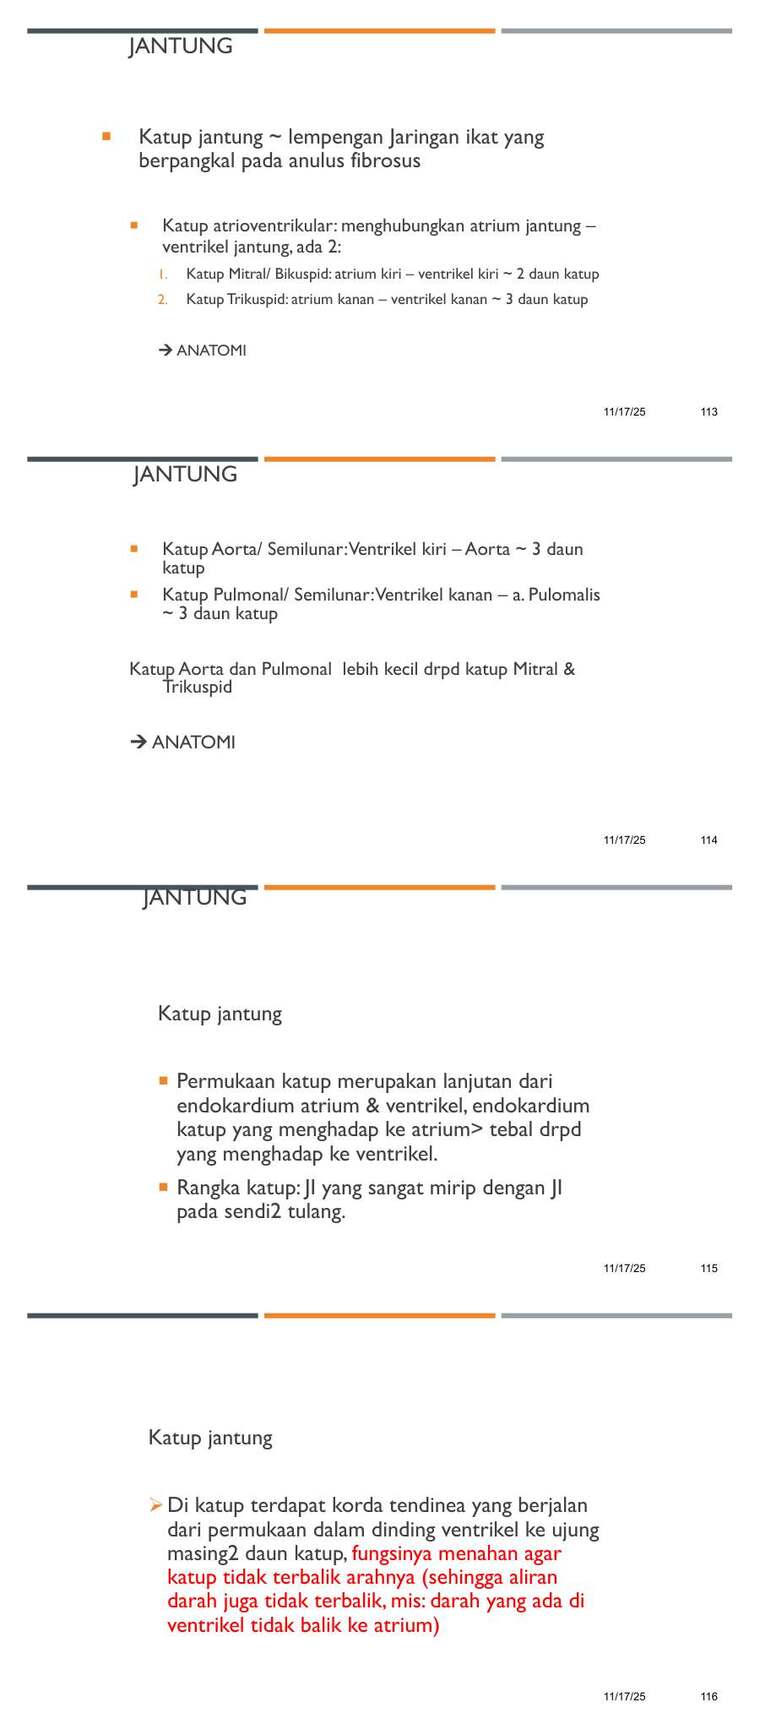 JANTUNG
Katup jantung ~ lempengan Jaringan ikat yang
berpangkal pada anulus fibrosus
Katup atrioventrikular: menghubungkan atrium jantung –
ventrikel jantung, ada 2:
1. Katup Mitral/ Bikuspid: atrium kiri – ventrikel kiri ~ 2 daun katup
2. Katup Trikuspid: atrium kanan – ventrikel kanan ~ 3 daun katup
→ ANATOMI
11/17/25 113
JANTUNG
Katup Aorta/ Semilunar: Ventrikel kiri – Aorta ~ 3 daun
katup
Katup Pulmonal/ Semilunar: Ventrikel kanan – a. Pulomalis
~ 3 daun katup
Katup Aorta dan Pulmonal lebih kecil drpd katup Mitral &
Trikuspid
→ ANATOMI
11/17/25 114
JANTUNG
Katup jantung
Permukaan katup merupakan lanjutan dari
endokardium atrium & ventrikel, endokardium
katup yang menghadap ke atrium> tebal drpd
yang menghadap ke ventrikel.
Rangka katup: JI yang sangat mirip dengan JI
pada sendi2 tulang.
11/17/25 115
Katup jantung
Di katup terdapat korda tendinea yang berjalan
dari permukaan dalam dinding ventrikel ke ujung
masing2 daun katup, fungsinya menahan agar
katup tidak terbalik arahnya (sehingga aliran
darah juga tidak terbalik, mis: darah yang ada di
ventrikel tidak balik ke atrium)
11/17/25 116